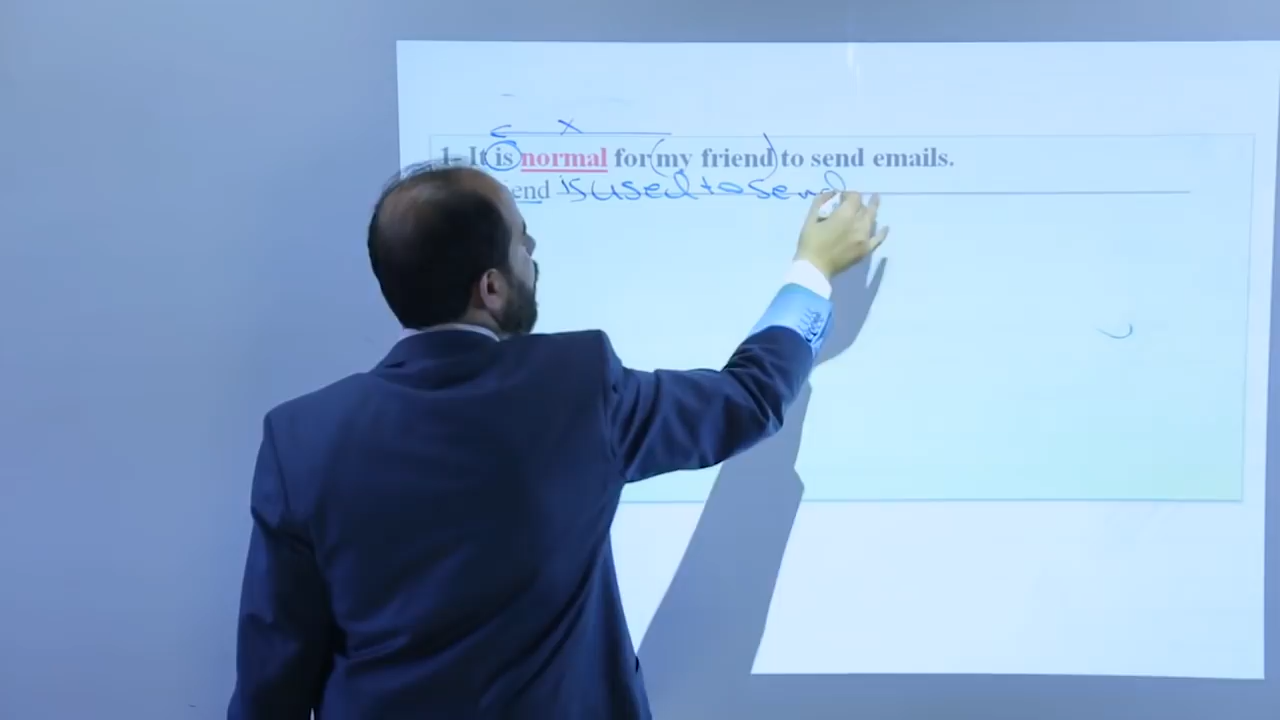 1- It is normal for (my friend) to send emails.
end is used to send